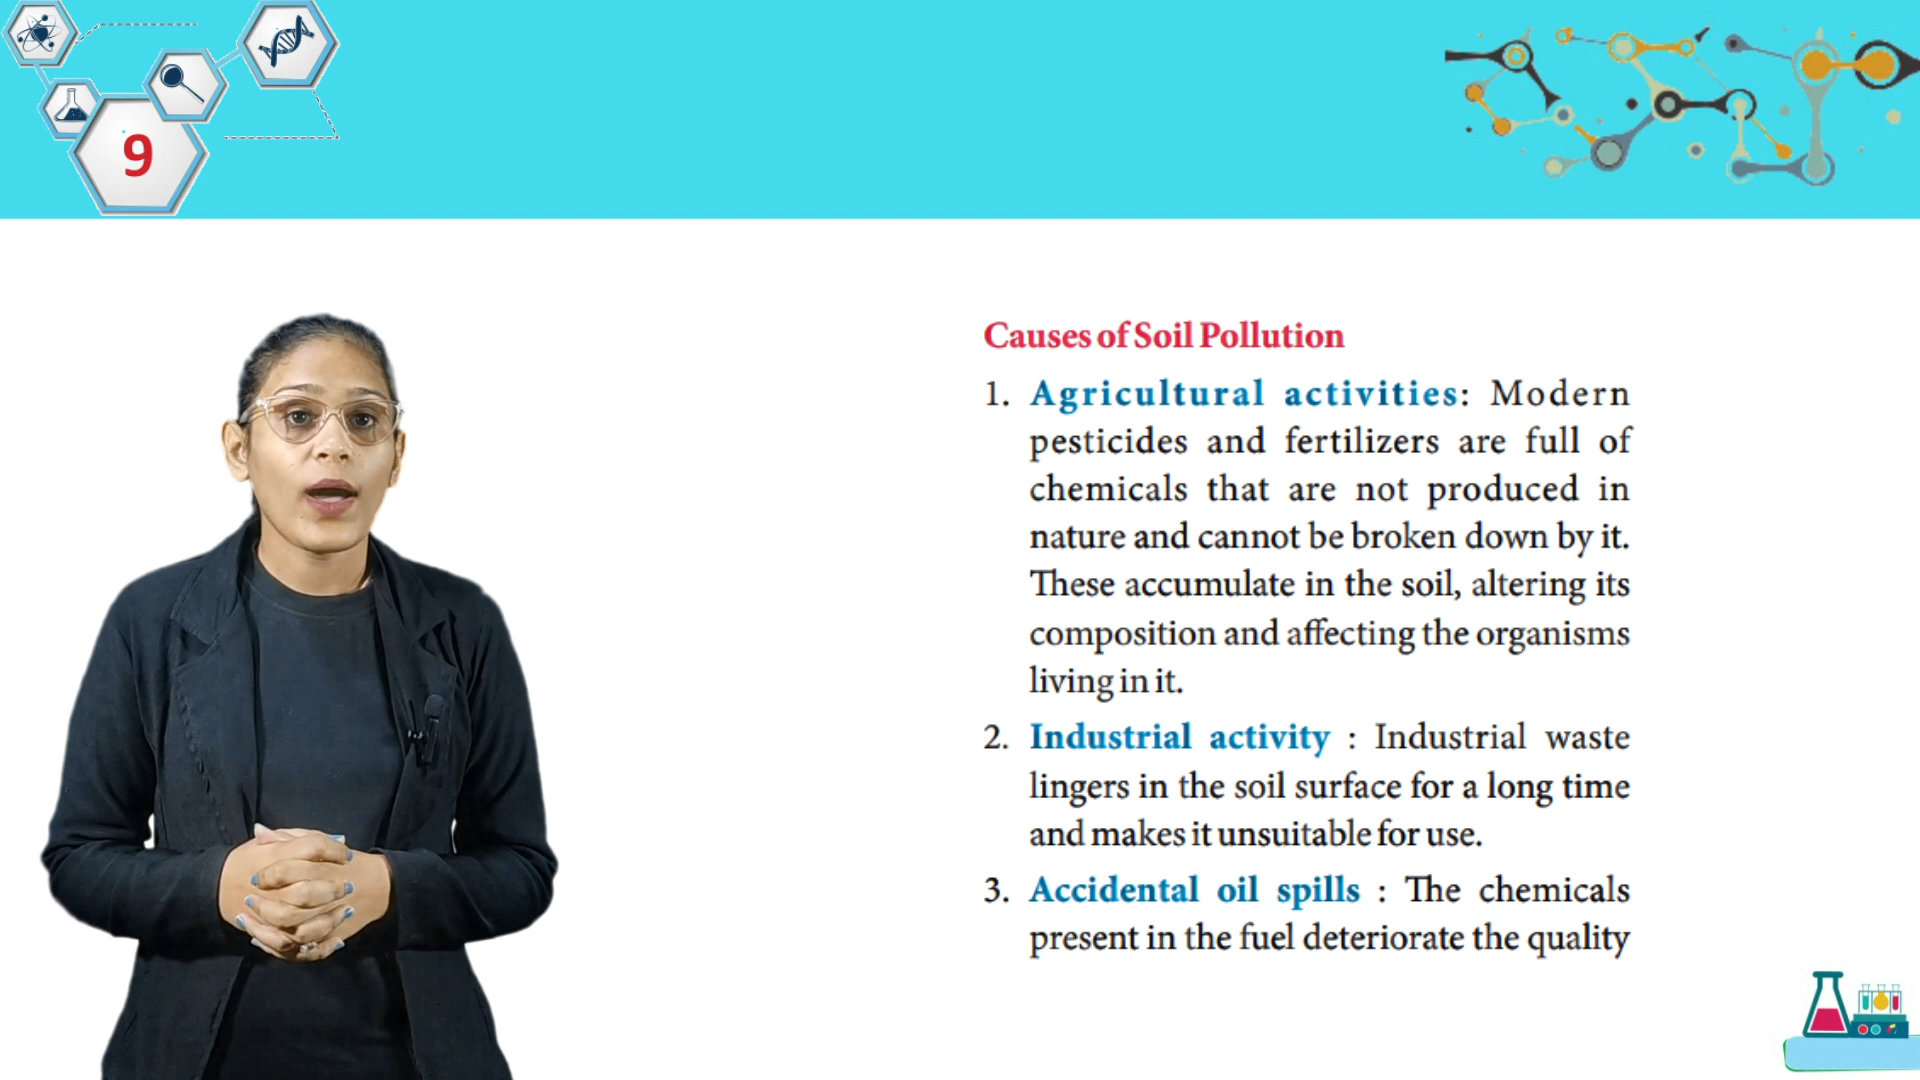 9
Causes of Soil Pollution
1. Agricultural activities: Modern
pesticides and fertilizers are full of
chemicals that are not produced in
nature and cannot be broken down by it.
These accumulate in the soil, altering its
composition and affecting the organisms
living in it.
2. Industrial activity : Industrial waste
lingers in the soil surface for a long time
and makes it unsuitable for use.
3. Accidental oil spills : The chemicals
present in the fuel deteriorate the quality